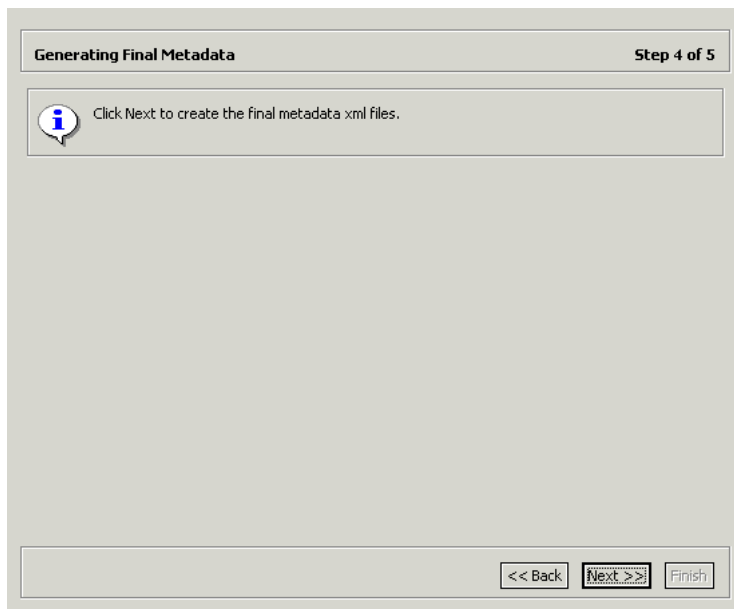 Generating Final Metadata Step 4 of 5
Click Next to create the final metadata xml files.
<< Back Next >> Finish